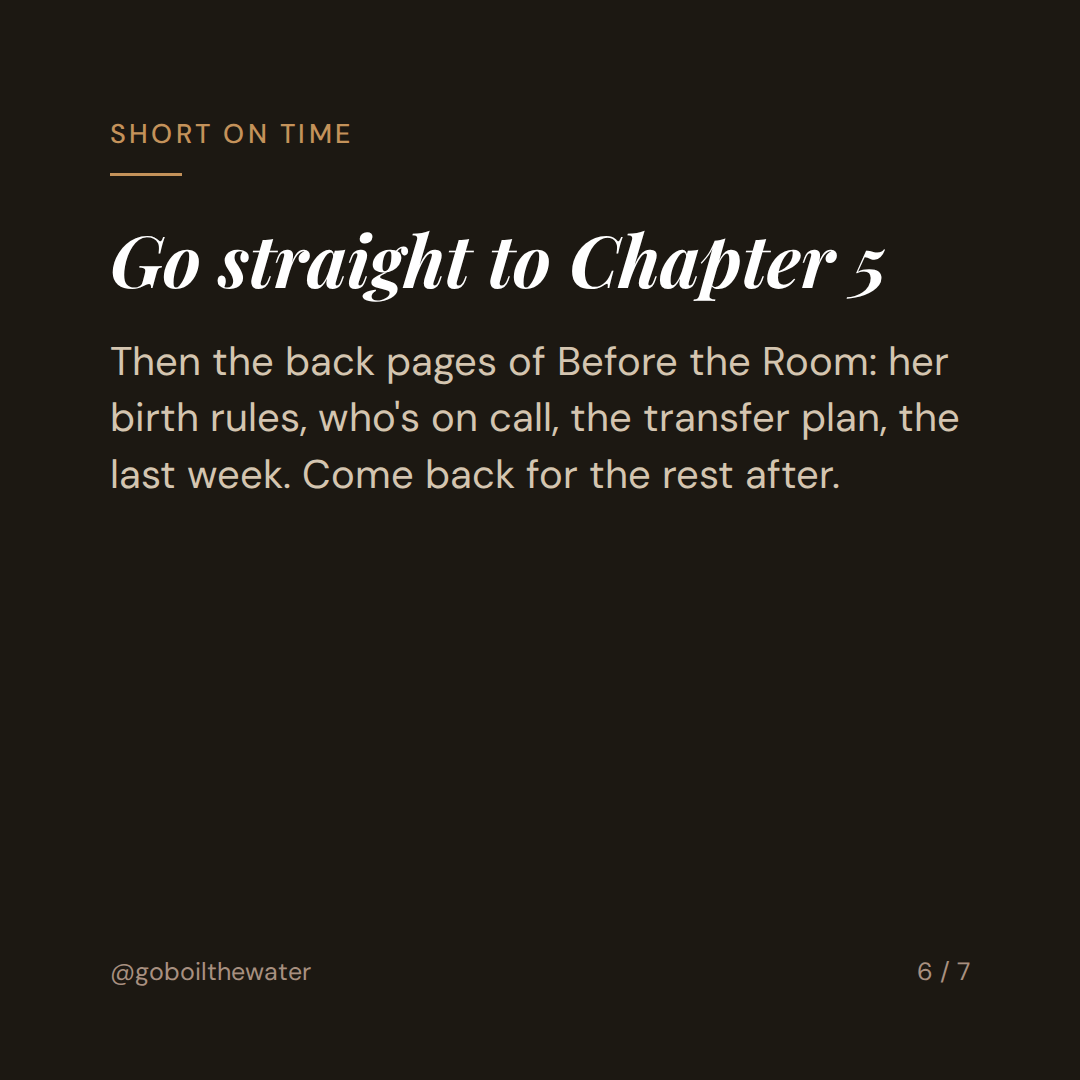 SHORT ON TIME
Go straight to Chapter 5
Then the back pages of Before the Room: her
birth rules, who's on call, the transfer plan, the
last week. Come back for the rest after.
@goboilthewater
6 / 7